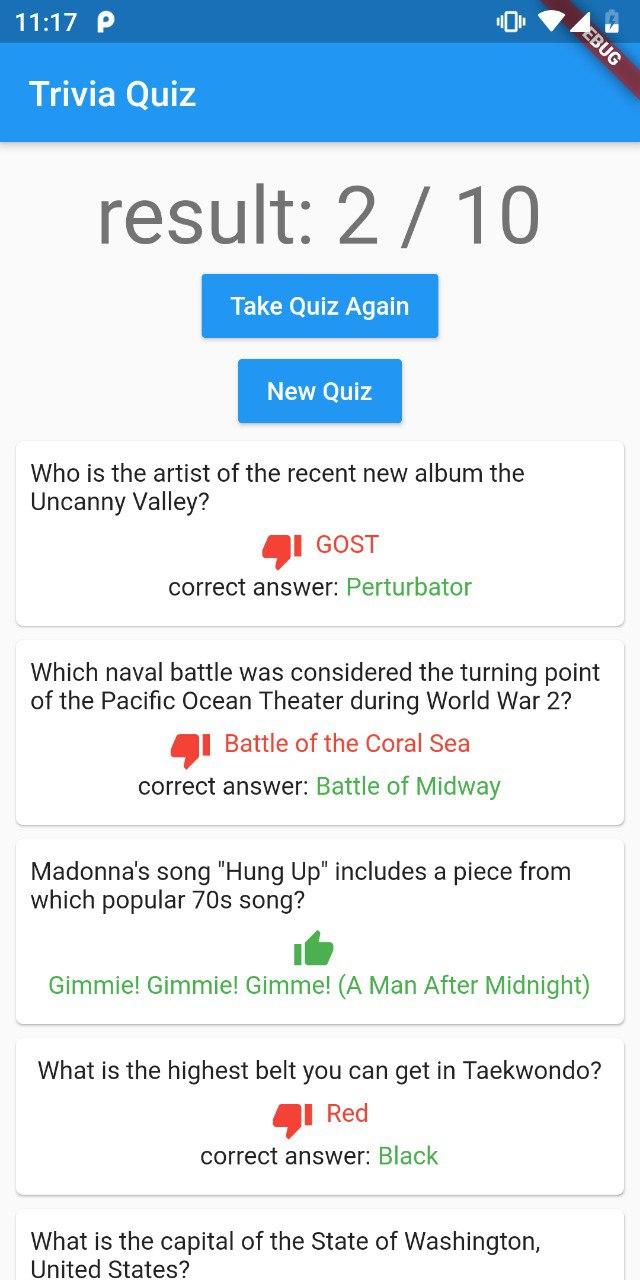 11:17
EBUG
Trivia Quiz
result: 2 / 10
Take Quiz Again
New Quiz
Who is the artist of the recent new album the
Uncanny Valley?
GOST
correct answer: Perturbator
Which naval battle was considered the turning point
of the Pacific Ocean Theater during World War 2?
Battle of the Coral Sea
correct answer: Battle of Midway
Madonna's song "Hung Up" includes a piece from
which popular 70s song?
Gimmie! Gimmie! Gimme! (A Man After Midnight)
What is the highest belt you can get in Taekwondo?
Red
correct answer: Black
What is the capital of the State of Washington,
United States?